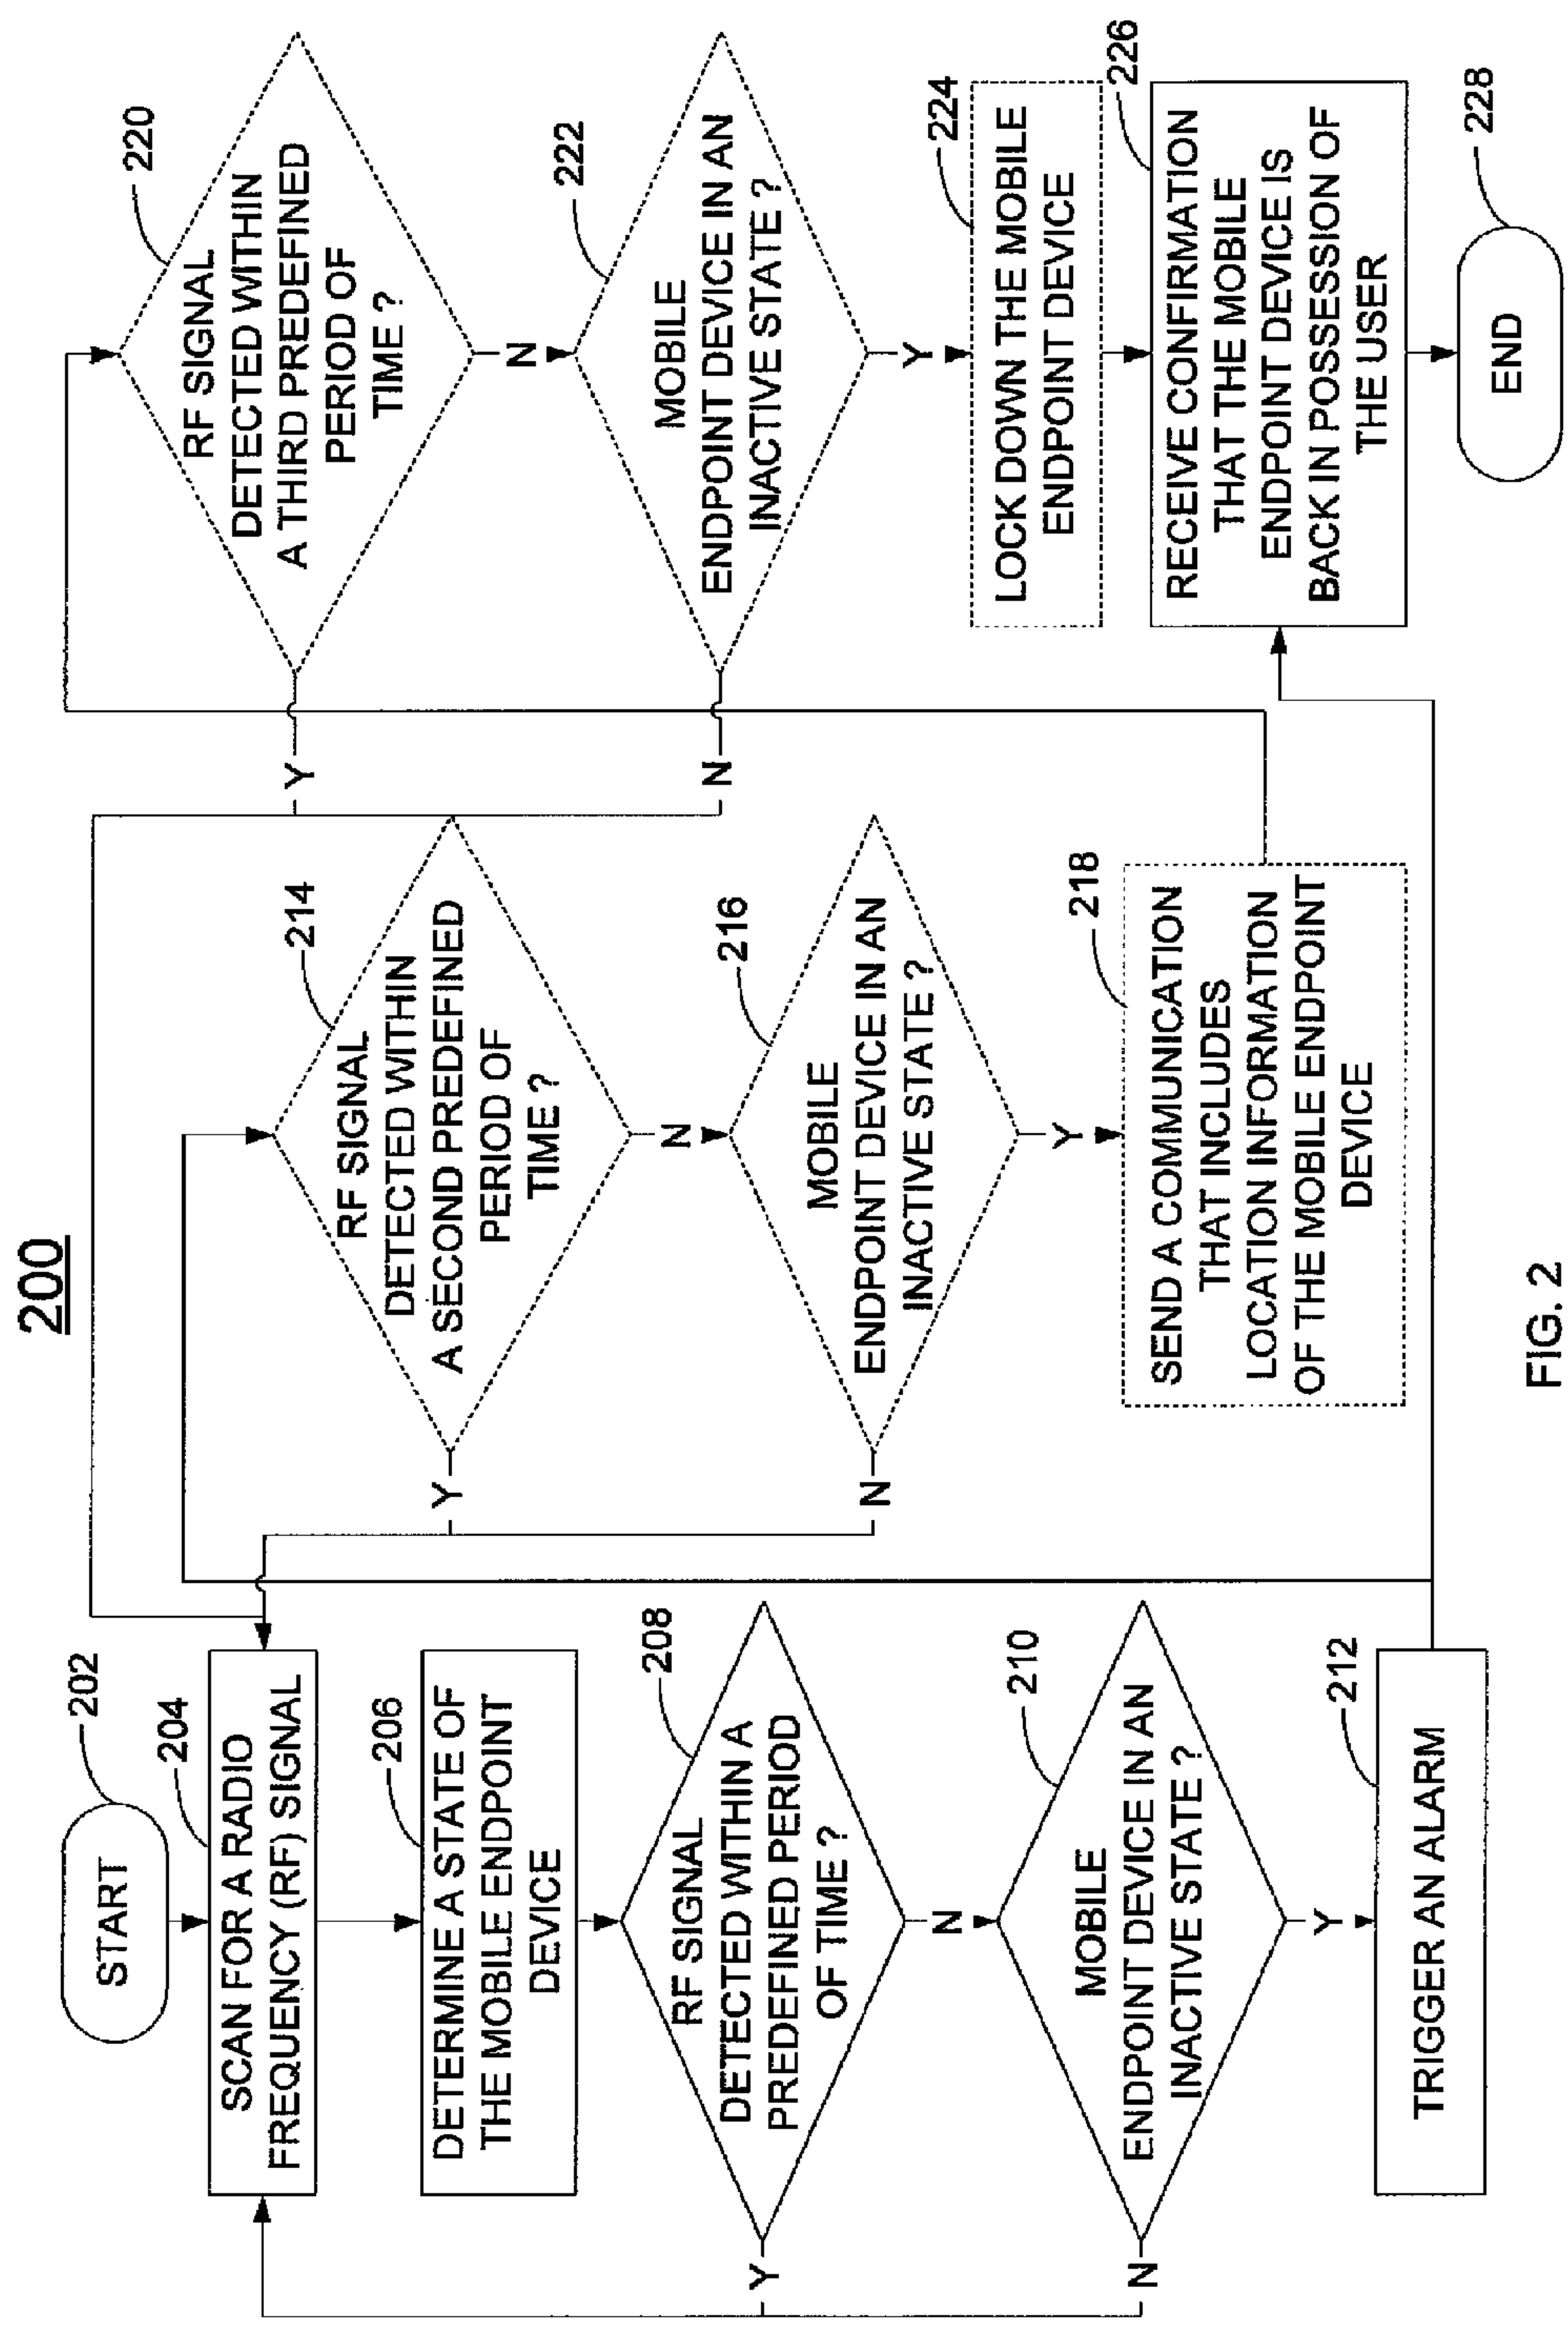 200
START
202
SCAN FOR A RADIO
FREQUENCY (RF) SIGNAL
204
DETERMINE A STATE OF
THE MOBILE ENDPOINT
DEVICE
206
RF SIGNAL
DETECTED WITHIN A
PREDEFINED PERIOD
OF TIME ?
208
Y
N
MOBILE
ENDPOINT DEVICE IN AN
INACTIVE STATE ?
210
N
Y
TRIGGER AN ALARM
212
RF SIGNAL
DETECTED WITHIN
A SECOND PREDEFINED
PERIOD OF
TIME ?
214
Y
N
MOBILE
ENDPOINT DEVICE IN AN
INACTIVE STATE ?
216
N
Y
SEND A COMMUNICATION
THAT INCLUDES
LOCATION INFORMATION
OF THE MOBILE ENDPOINT
DEVICE
218
RF SIGNAL
DETECTED WITHIN
A THIRD PREDEFINED
PERIOD OF
TIME ?
220
Y
N
MOBILE
ENDPOINT DEVICE IN AN
INACTIVE STATE ?
222
N
Y
LOCK DOWN THE MOBILE
ENDPOINT DEVICE
224
RECEIVE CONFIRMATION
THAT THE MOBILE
ENDPOINT DEVICE IS
BACK IN POSSESSION OF
THE USER
226
END
228
FIG. 2